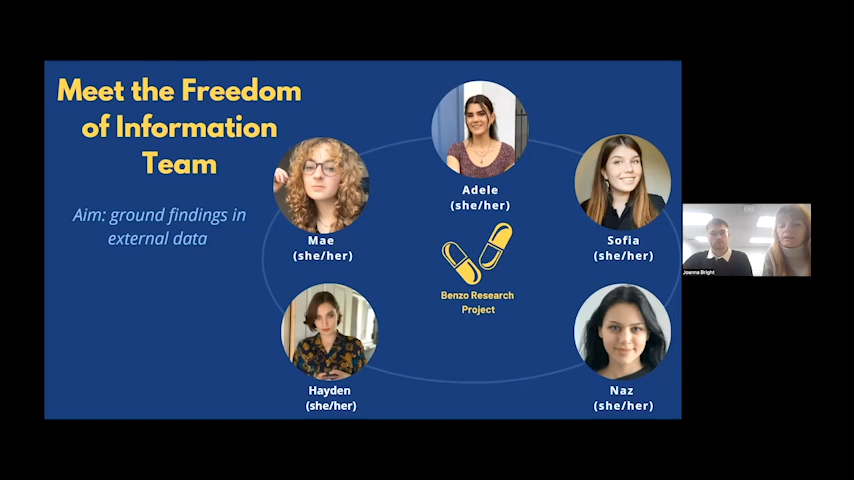 Meet the Freedom
of Information
Team
Aim: ground findings in
external data
Adele
(she/her)
Mae
(she/her)
Sofia
(she/her)
Benzo Research
Project
Hayden
(she/her)
Naz
(she/her)
Joanna Bright